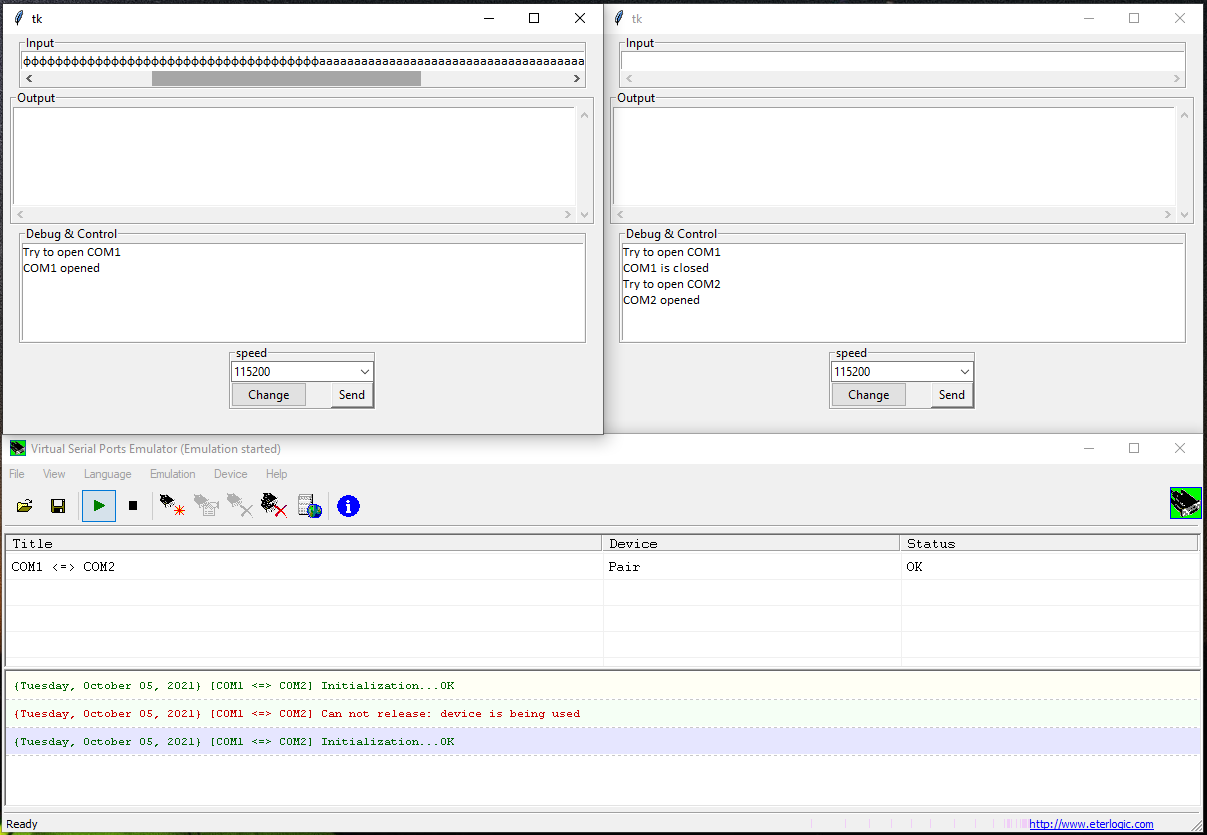 tk
Input
фффффффффффффффффффффффффффффффффффффaaaaaaaaaaaaaaaaaaaaaaaaaaaaaaaaaaaaaa
Output
Debug & Control
Try to open COM1
COM1 opened
speed
115200
Change Send
tk
Input
Output
Debug & Control
Try to open COM1
COM1 is closed
Try to open COM2
COM2 opened
speed
115200
Change Send
Virtual Serial Ports Emulator (Emulation started)
File View Language Emulation Device Help
Title Device Status
COM1 <=> COM2 Pair OK
{Tuesday, October 05, 2021} [COM1 <=> COM2] Initialization...OK
{Tuesday, October 05, 2021} [COM1 <=> COM2] Can not release: device is being used
{Tuesday, October 05, 2021} [COM1 <=> COM2] Initialization...OK
Ready http://www.eterlogic.com